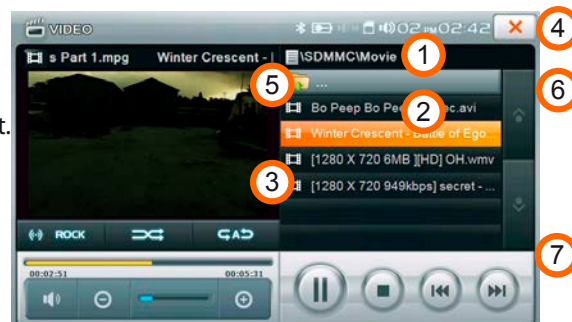 VIDEO
02 PM 02:42
4
s Part 1.mpg Winter Crescent - |
\SDMMC\Movie
1
5
...
6
t.
Bo Peep Bo Pee
2
ec.avi
Winter Crescent - Battle of Ego
[1280 X 720 6MB ][HD] OH.wmv
3
[1280 X 720 949kbps] secret - ...
ROCK
A
7
00:02:51
00:05:31